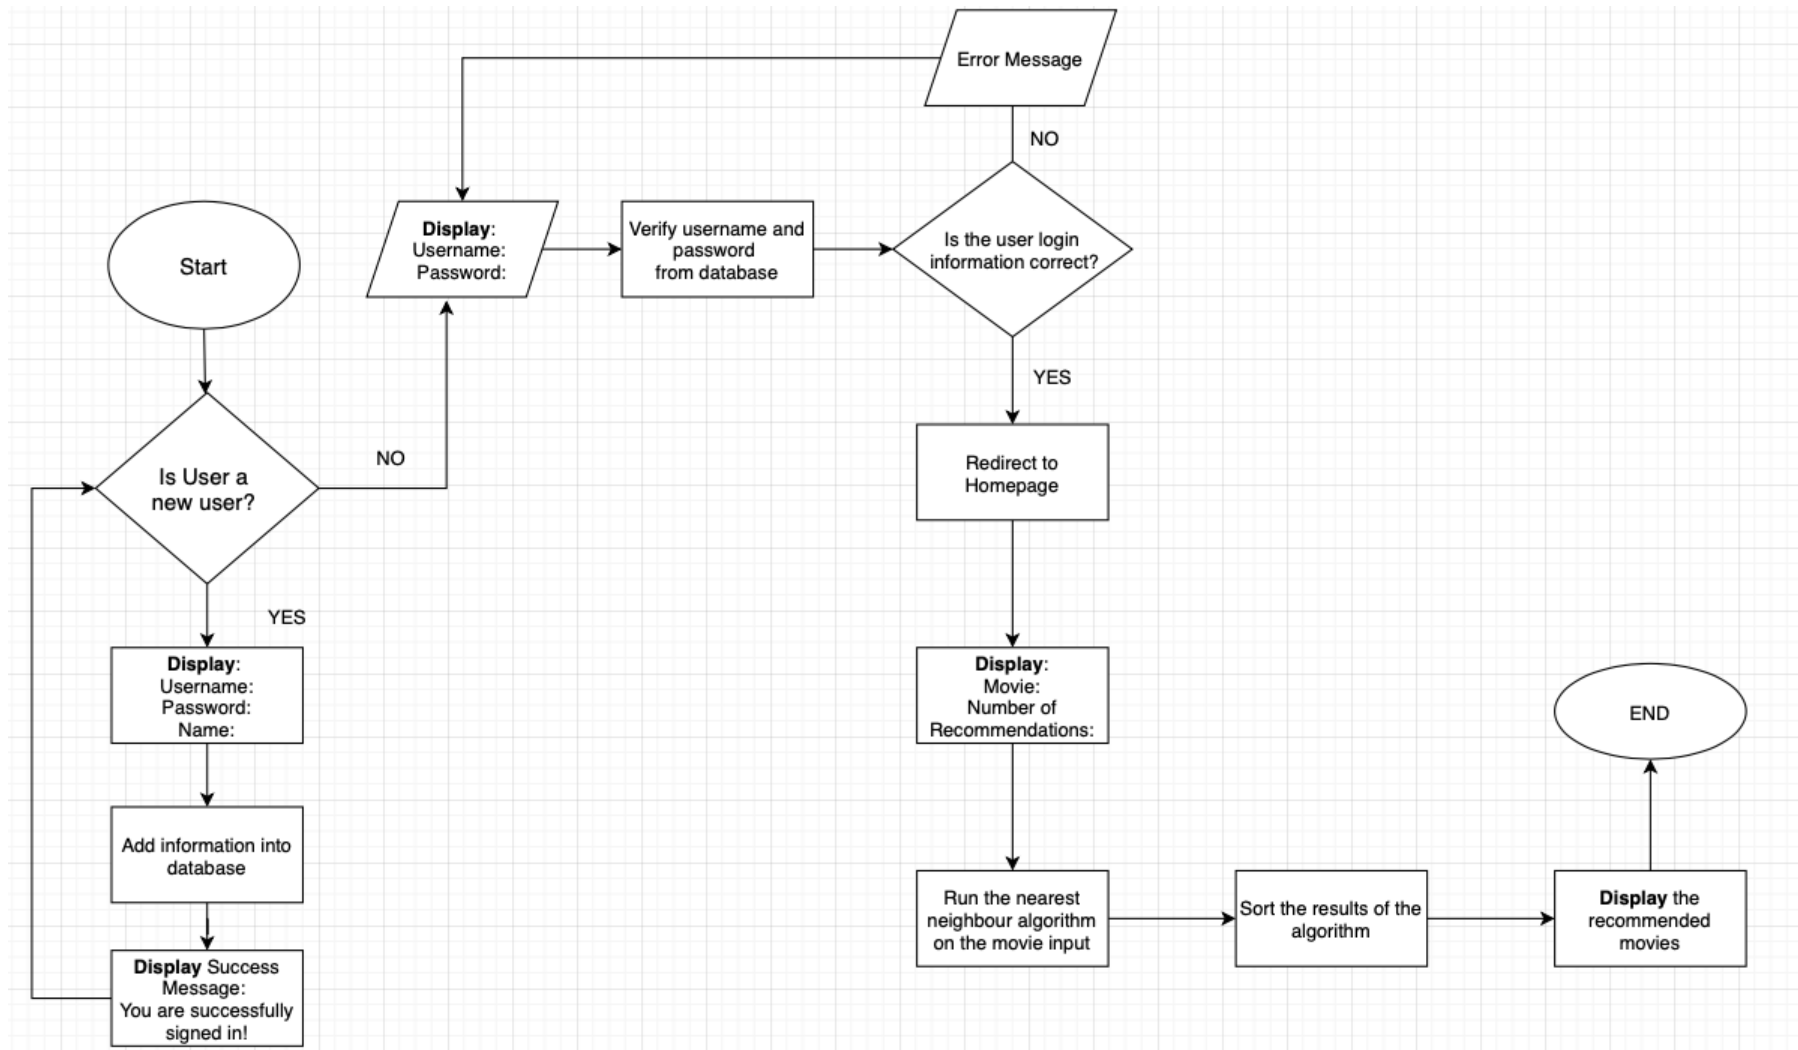 Error Message
NO
Display:
Username:
Password:
Verify username and
password
from database
Is the user login
information correct?
Start
YES
NO
Is User a
new user?
Redirect to
Homepage
YES
Display:
Username:
Password:
Name:
Display:
Movie:
Number of
Recommendations:
END
Add information into
database
Run the nearest
neighbour algorithm
on the movie input
Sort the results of the
algorithm
Display the
recommended
movies
Display Success
Message:
You are successfully
signed in!